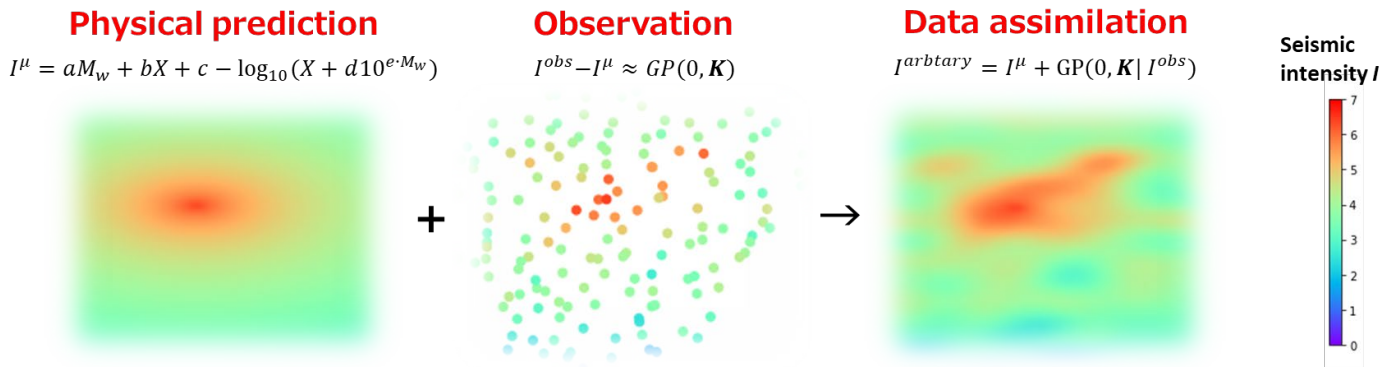 Physical prediction
Observation
Data assimilation
I^μ = aM_w + bX + c − log_10(X + d10^{e·M_w})
I^{obs}−I^μ ≈ GP(0, K)
I^{arbtary} = I^μ + GP(0, K| I^{obs})
Seismic
intensity I
+
→
7
6
5
4
3
2
1
0